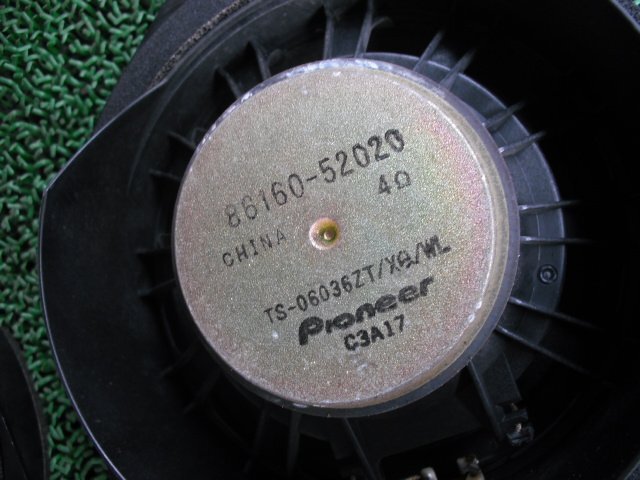 86160-52020
4Ω
CHINA
TS-06036ZT/XG/WL
Pioneer
C3A17